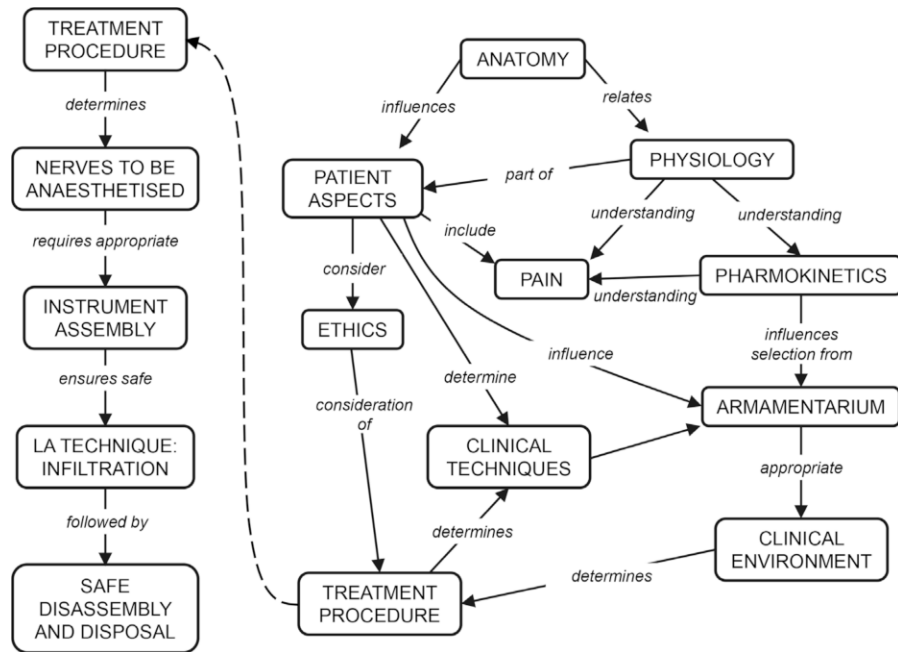 TREATMENT
PROCEDURE
determines
NERVES TO BE
ANAESTHETISED
requires appropriate
INSTRUMENT
ASSEMBLY
ensures safe
LA TECHNIQUE:
INFILTRATION
followed by
SAFE
DISASSEMBLY
AND DISPOSAL
ANATOMY
influences
relates
PATIENT
ASPECTS
part of
PHYSIOLOGY
include
understanding
understanding
consider
PAIN
understanding
PHARMOKINETICS
ETHICS
influence
influences
selection from
determine
consideration
of
ARMAMENTARIUM
CLINICAL
TECHNIQUES
appropriate
determines
CLINICAL
ENVIRONMENT
determines
TREATMENT
PROCEDURE